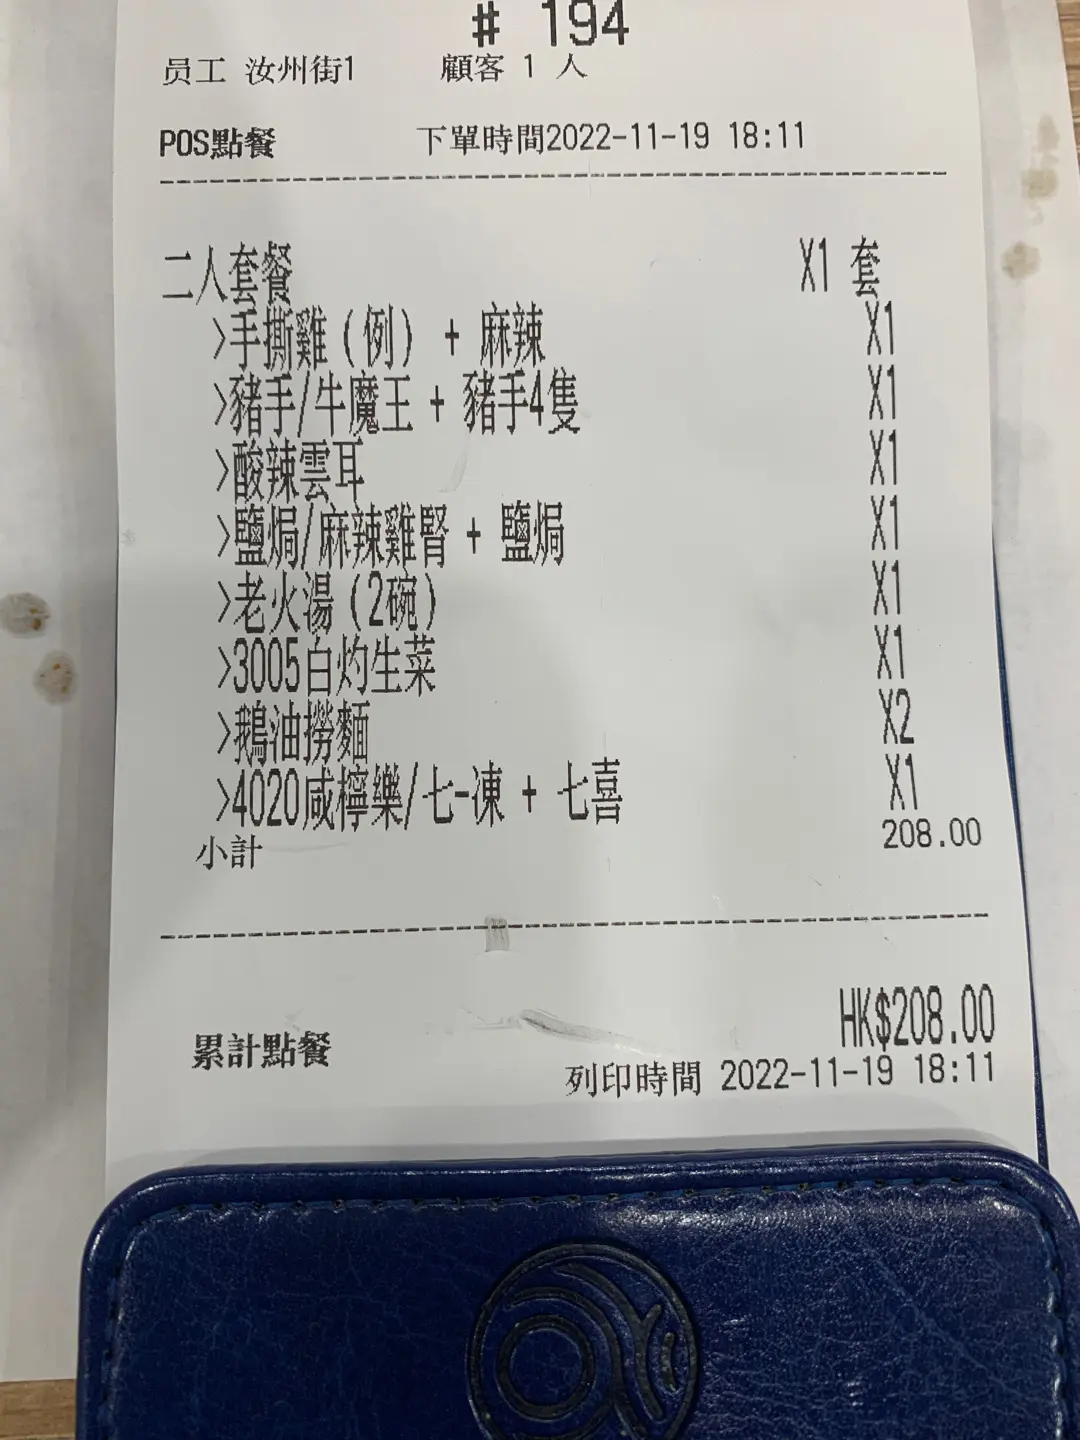 # 194
员工 汝州街1 顧客 1 人
POS點餐 下單時間2022-11-19 18:11
二人套餐 X1 套
>手撕雞(例) + 麻辣 X1
>豬手/牛魔王 + 豬手4隻 X1
>酸辣雲耳 X1
>鹽焗/麻辣雞腎 + 鹽焗 X1
>老火湯(2碗) X1
>3005白灼生菜 X1
>鵝油撈麵 X2
>4020咸檸樂/七-凍 + 七喜 X1
小計 208.00
累計點餐 HK$208.00
列印時間 2022-11-19 18:11